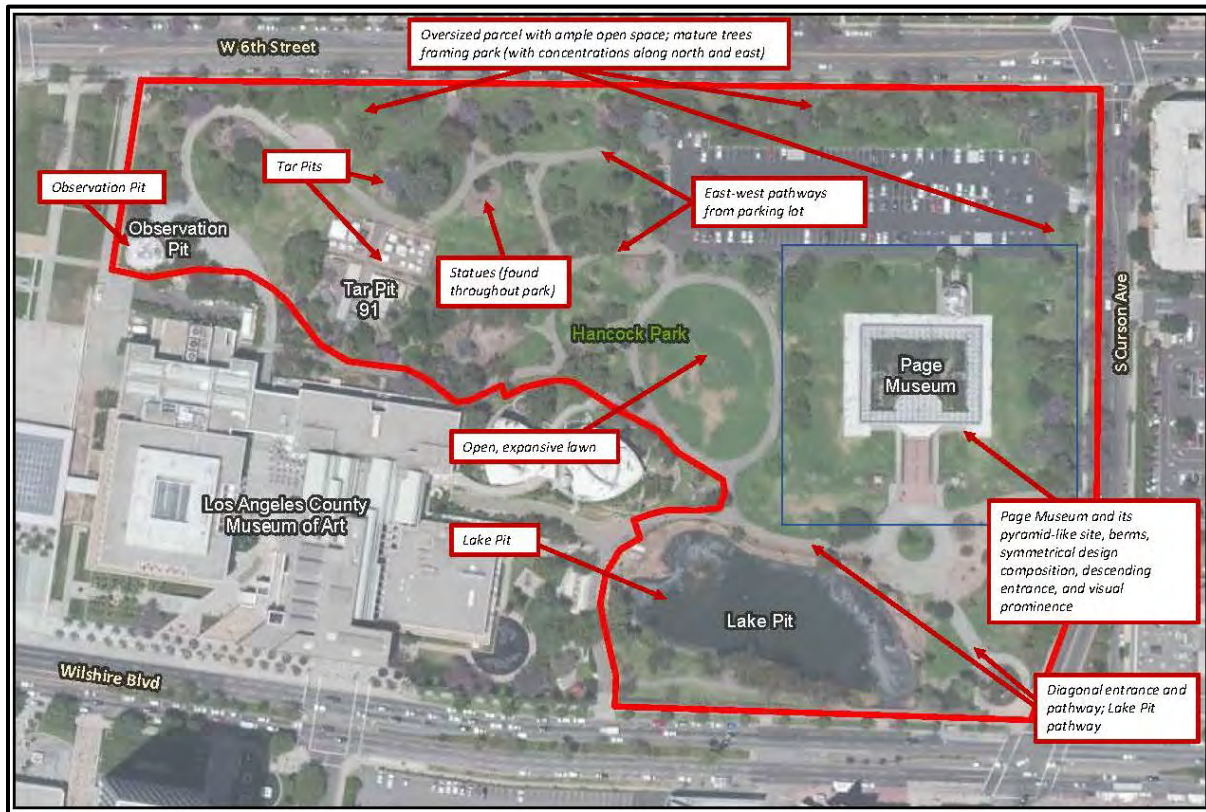 W 6th Street
Oversized parcel with ample open space; mature trees
framing park (with concentrations along north and east)
Tar Pits
Observation Pit
East-west pathways
from parking lot
Observation
Pit
Statues (found
throughout park)
Tar Pit
91
Hancock Park
S Curson Ave
Page
Museum
Open, expansive lawn
Los Angeles County
Museum of Art
Page Museum and its
pyramid-like site, berms,
symmetrical design
composition, descending
entrance, and visual
prominence
Lake Pit
Lake Pit
Wilshire Blvd
Diagonal entrance and
pathway; Lake Pit
pathway